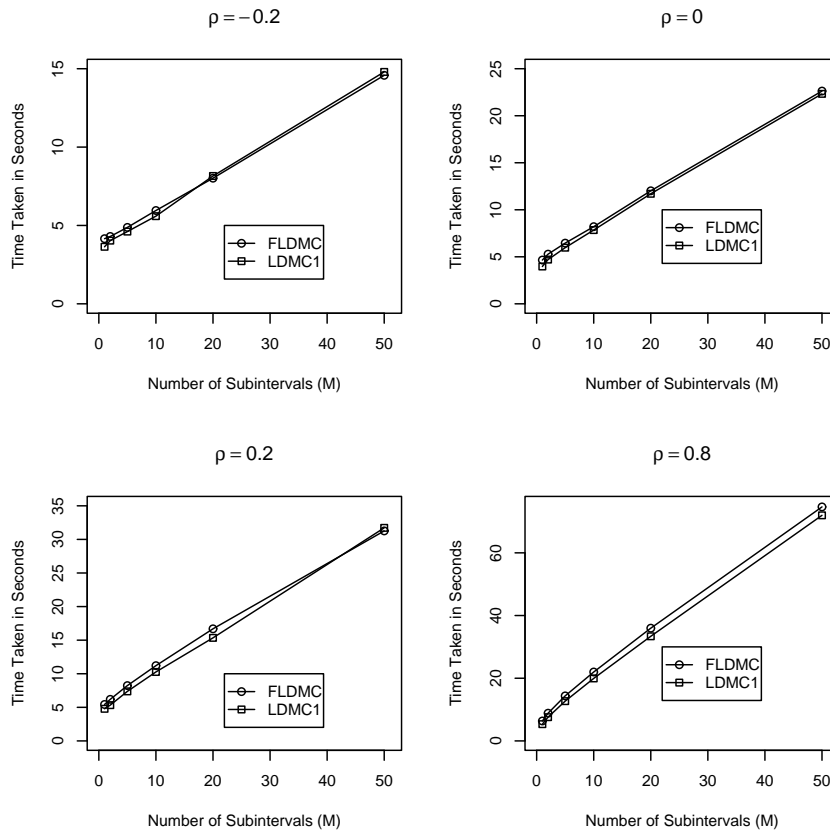 ρ = −0.2
Time Taken in Seconds
15
10
5
0
FLDMC
LDMC1
0 10 20 30 40 50
Number of Subintervals (M)
ρ = 0
Time Taken in Seconds
25
20
15
10
5
0
FLDMC
LDMC1
0 10 20 30 40 50
Number of Subintervals (M)
ρ = 0.2
Time Taken in Seconds
35
30
25
20
15
10
5
0
FLDMC
LDMC1
0 10 20 30 40 50
Number of Subintervals (M)
ρ = 0.8
Time Taken in Seconds
60
40
20
0
FLDMC
LDMC1
0 10 20 30 40 50
Number of Subintervals (M)